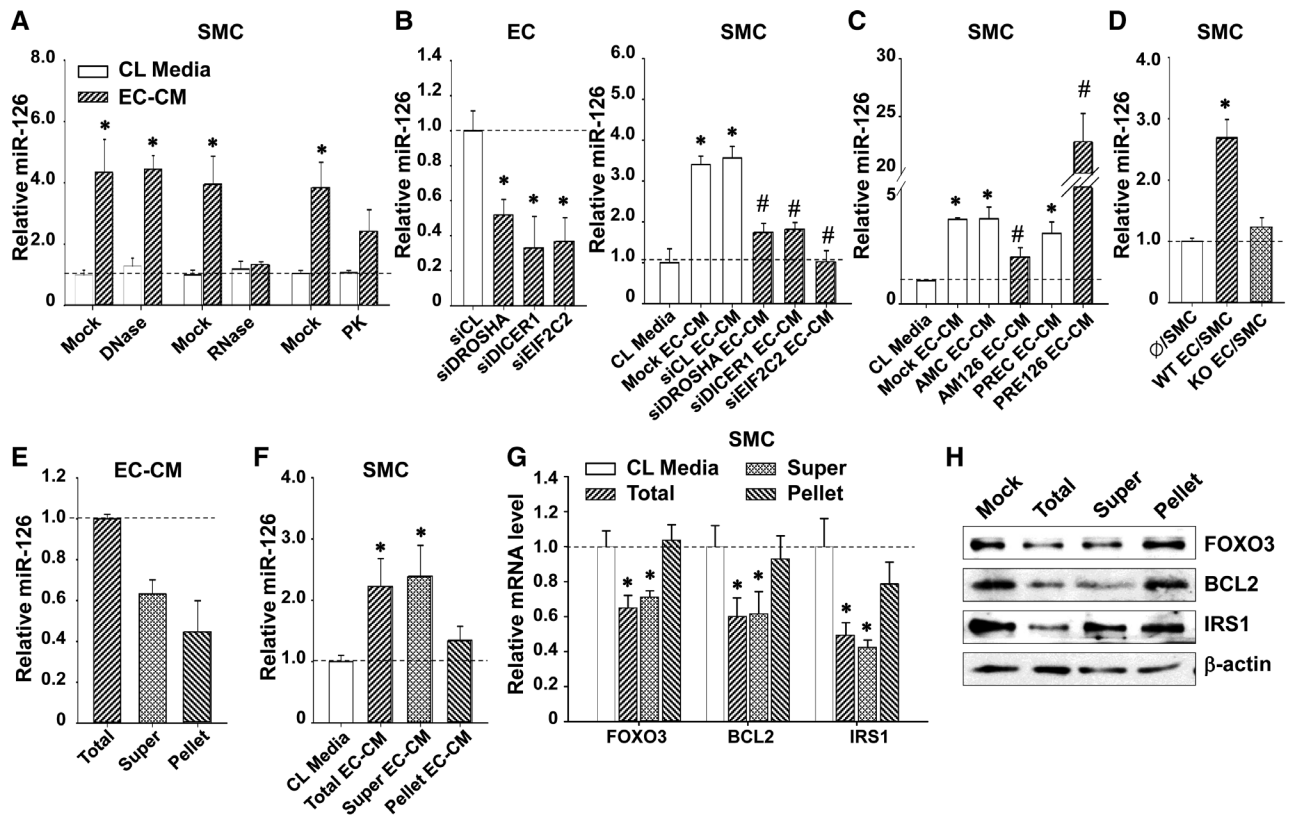 A
SMC
Relative miR-126
8.0
6.0
4.0
2.0
0
CL Media
EC-CM
*
*
*
*
Mock
DNase
Mock
RNase
Mock
PK
B
EC
Relative miR-126
1.4
1.2
1.0
0.8
0.6
0.4
0.2
0
*
*
*
siCL
siDROSHA
siDICER1
siEIF2C2
SMC
Relative miR-126
6.0
5.0
4.0
3.0
2.0
1.0
0
*
*
#
#
#
CL Media
Mock EC-CM
siCL EC-CM
siDROSHA EC-CM
siDICER1 EC-CM
siEIF2C2 EC-CM
C
SMC
Relative miR-126
30
25
20
5
0
*
*
#
*
#
CL Media
Mock EC-CM
AMC EC-CM
AM126 EC-CM
PREC EC-CM
PRE126 EC-CM
D
SMC
Relative miR-126
4.0
3.0
2.0
1.0
0
*
Ø/SMC
WT EC/SMC
KO EC/SMC
E
EC-CM
Relative miR-126
1.2
1.0
0.8
0.6
0.4
0.2
0
Total
Super
Pellet
F
SMC
Relative miR-126
4.0
3.0
2.0
1.0
0
*
*
CL Media
Total EC-CM
Super EC-CM
Pellet EC-CM
G
SMC
CL Media
Super
Total
Pellet
Relative mRNA level
1.4
1.2
1.0
0.8
0.6
0.4
0.2
0
* *
* *
*
*
FOXO3
BCL2
IRS1
H
Mock
Total
Super
Pellet
FOXO3
BCL2
IRS1
β-actin